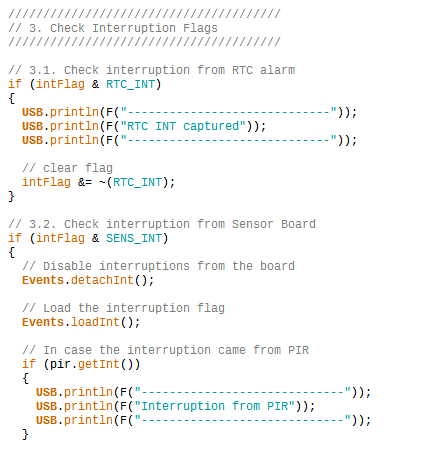 ///////////////////////////////////////
// 3. Check Interruption Flags
///////////////////////////////////////

// 3.1. Check interruption from RTC alarm
if (intFlag & RTC_INT)
{
  USB.println(F("-----------------------------"));
  USB.println(F("RTC INT captured"));
  USB.println(F("-----------------------------"));

  // clear flag
  intFlag &= ~(RTC_INT);
}

// 3.2. Check interruption from Sensor Board
if (intFlag & SENS_INT)
{
  // Disable interruptions from the board
  Events.detachInt();

  // Load the interruption flag
  Events.loadInt();

  // In case the interruption came from PIR
  if (pir.getInt())
  {
    USB.println(F("-----------------------------"));
    USB.println(F("Interruption from PIR"));
    USB.println(F("-----------------------------"));
  }